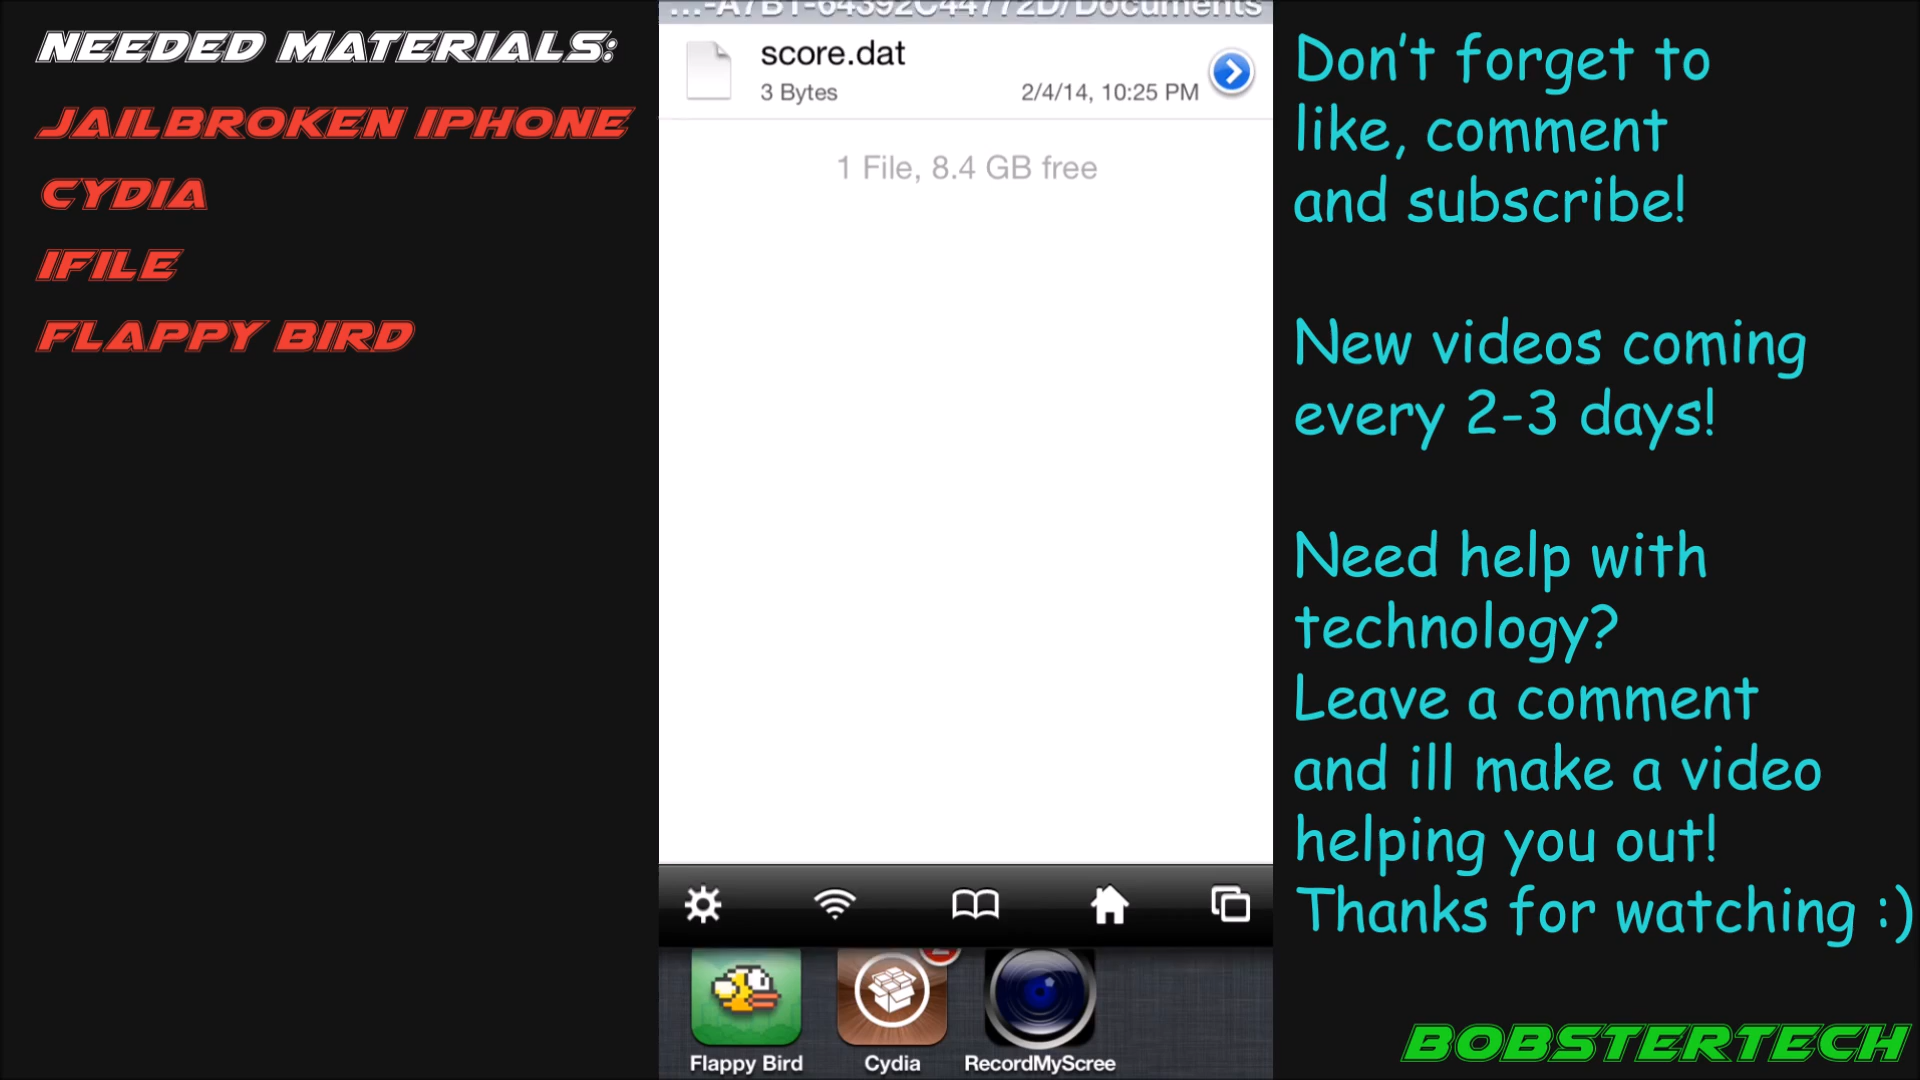 NEEDED MATERIALS:
JAILBROKEN IPHONE
CYDIA
IFILE
FLAPPY BIRD
...-A7B1-64392C44772D/Documents
score.dat
3 Bytes 2/4/14, 10:25 PM
1 File, 8.4 GB free
Flappy Bird Cydia RecordMyScree
Don't forget to
like, comment
and subscribe!
New videos coming
every 2-3 days!
Need help with
technology?
Leave a comment
and ill make a video
helping you out!
Thanks for watching :)
BOBSTERTECH